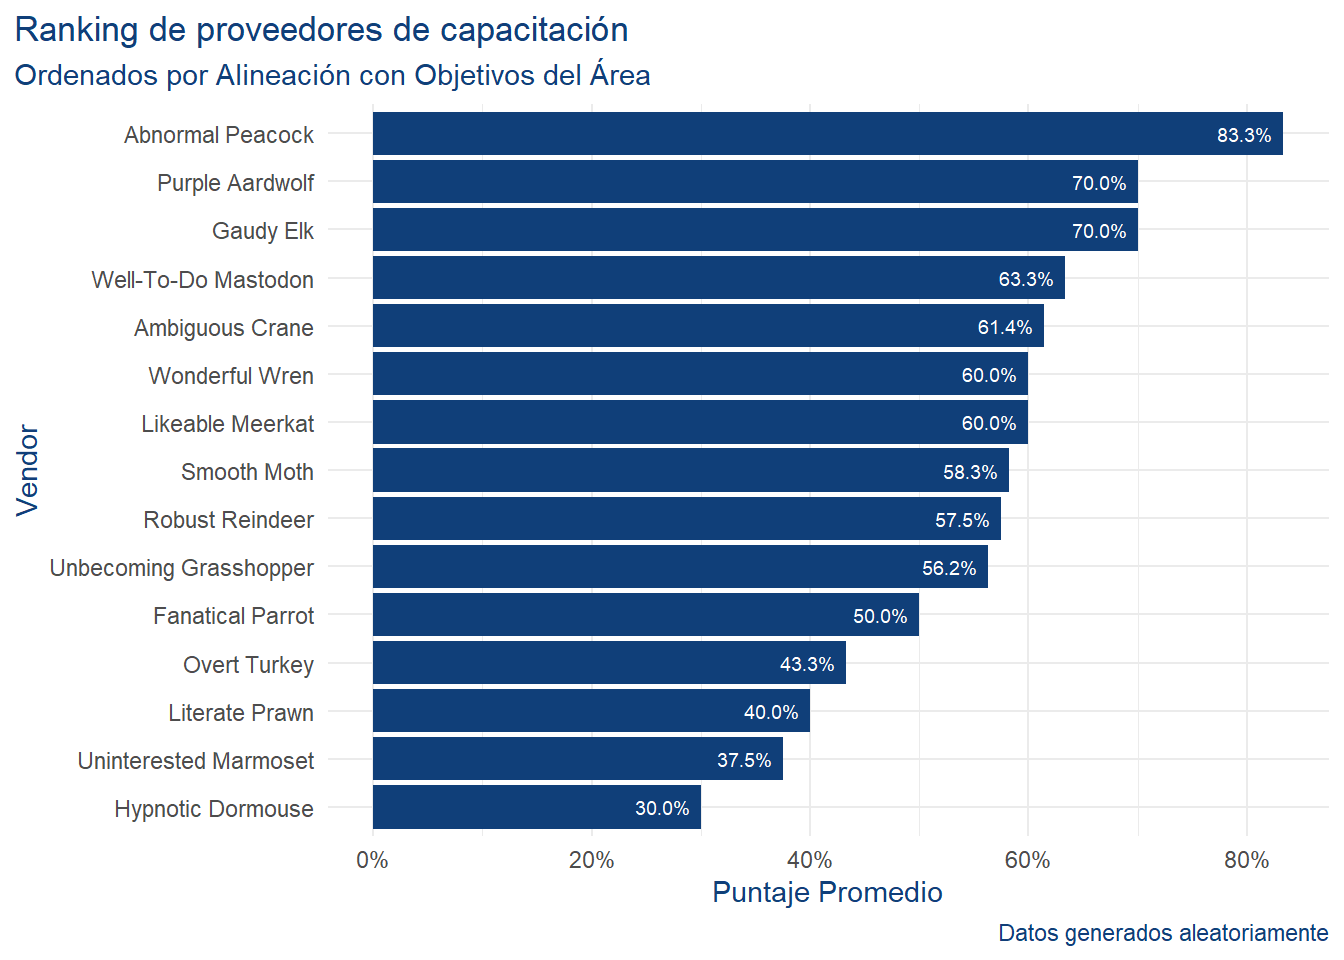 Ranking de proveedores de capacitación
Ordenados por Alineación con Objetivos del Área
Vendor
Abnormal Peacock 83.3%
Purple Aardwolf 70.0%
Gaudy Elk 70.0%
Well-To-Do Mastodon 63.3%
Ambiguous Crane 61.4%
Wonderful Wren 60.0%
Likeable Meerkat 60.0%
Smooth Moth 58.3%
Robust Reindeer 57.5%
Unbecoming Grasshopper 56.2%
Fanatical Parrot 50.0%
Overt Turkey 43.3%
Literate Prawn 40.0%
Uninterested Marmoset 37.5%
Hypnotic Dormouse 30.0%
0% 20% 40% 60% 80%
Puntaje Promedio
Datos generados aleatoriamente